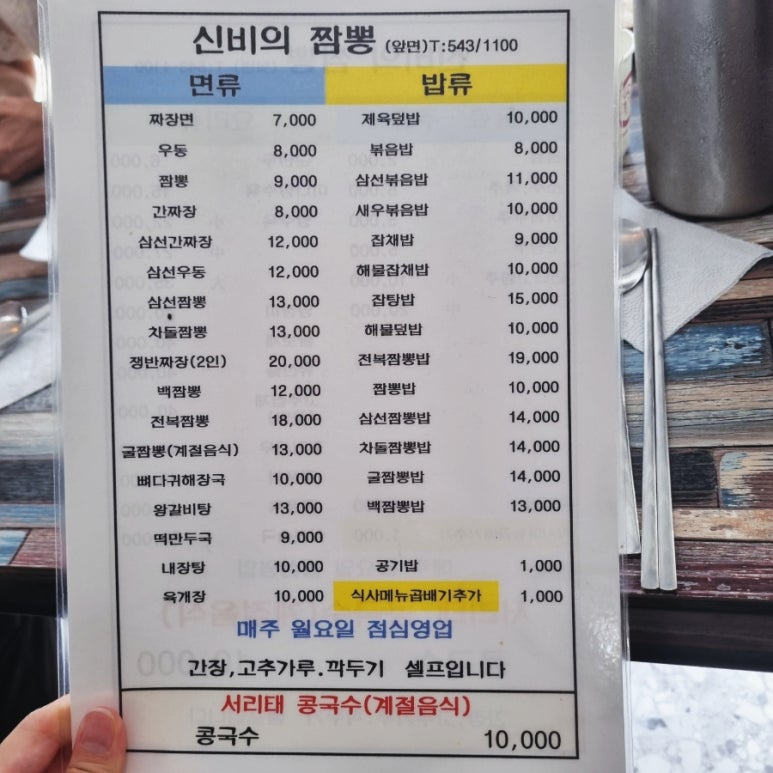 신비의 짬뽕 (앞면)T:543/1100
면류 밥류
짜장면 7,000 제육덮밥 10,000
우동 8,000 볶음밥 8,000
짬뽕 9,000 삼선볶음밥 11,000
간짜장 8,000 새우볶음밥 10,000
삼선간짜장 12,000 잡채밥 9,000
삼선우동 12,000 해물잡채밥 10,000
삼선짬뽕 13,000 잡탕밥 15,000
차돌짬뽕 13,000 해물덮밥 10,000
쟁반짜장(2인) 20,000 전복짬뽕밥 19,000
백짬뽕 12,000 짬뽕밥 10,000
전복짬뽕 18,000 삼선짬뽕밥 14,000
굴짬뽕(계절음식) 13,000 차돌짬뽕밥 14,000
뼈다귀해장국 10,000 굴짬뽕밥 14,000
왕갈비탕 13,000 백짬뽕밥 13,000
떡만두국 9,000
내장탕 10,000 공기밥 1,000
육개장 10,000 식사메뉴곱배기추가 1,000
매주 월요일 점심영업
간장,고추가루.깍두기 셀프입니다
서리태 콩국수(계절음식)
콩국수 10,000